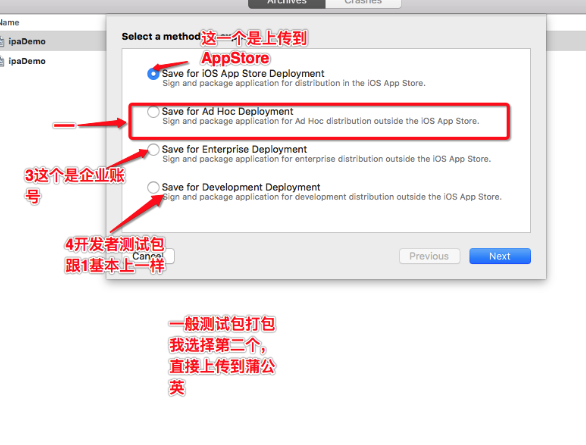 Archives
Crashes
Name
ipaDemo
ipaDemo
Select a method
这一个是上传到
AppStore
Save for iOS App Store Deployment
Sign and package application for distribution in the iOS App Store.
一
Save for Ad Hoc Deployment
Sign and package application for Ad Hoc distribution outside the iOS App Store.
3这个是企业账
号
Save for Enterprise Deployment
Sign and package application for enterprise distribution outside the iOS App Store.
Save for Development Deployment
Sign and package application for development distribution outside the iOS App Store.
4开发者测试包
跟1基本上一样
Cancel
Previous
Next
一般测试包打包
我选择第二个，
直接上传到蒲公
英